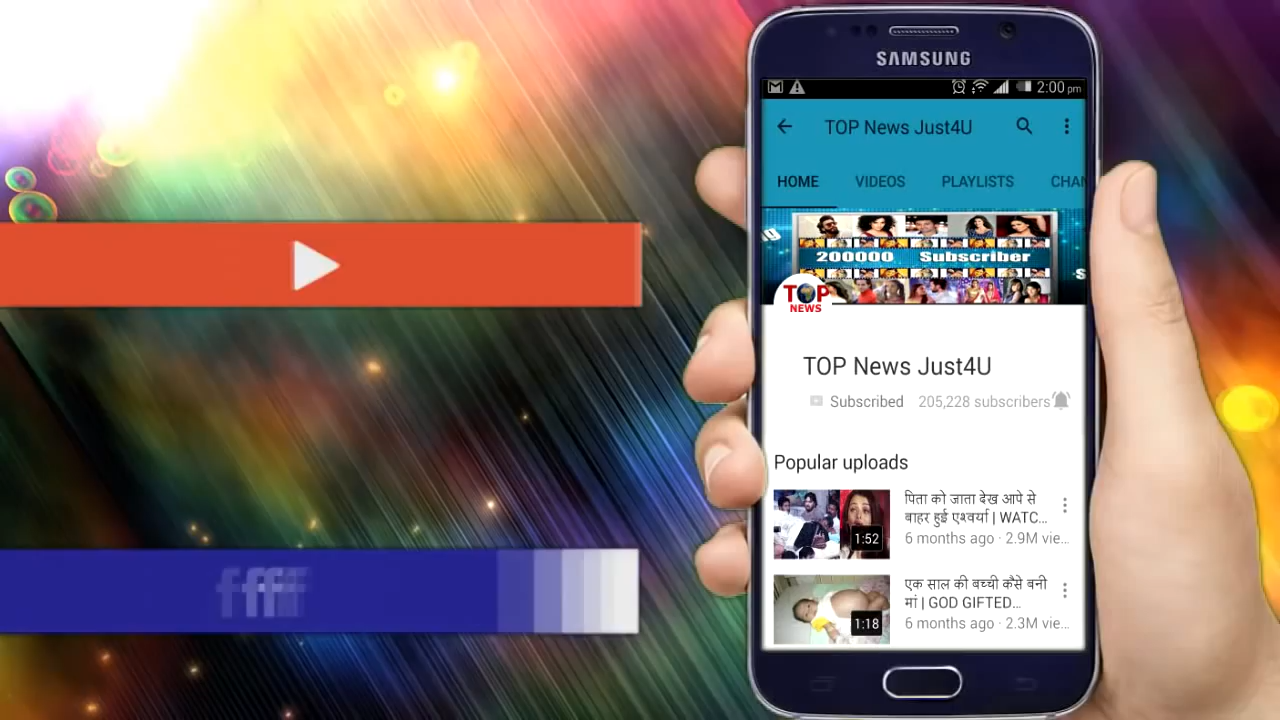 SAMSUNG
2:00 pm
TOP News Just4U
HOME VIDEOS PLAYLISTS CHAN
200000 Subscriber
TOP
NEWS
TOP News Just4U
Subscribed 205,228 subscribers
Popular uploads
पिता को जाता देख आपे से
बाहर हुई एश्वर्या | WATC...
1:52
6 months ago · 2.9M vie...
एक साल की बच्ची कैसे बनी
मां | GOD GIFTED...
1:18
6 months ago · 2.3M vie...